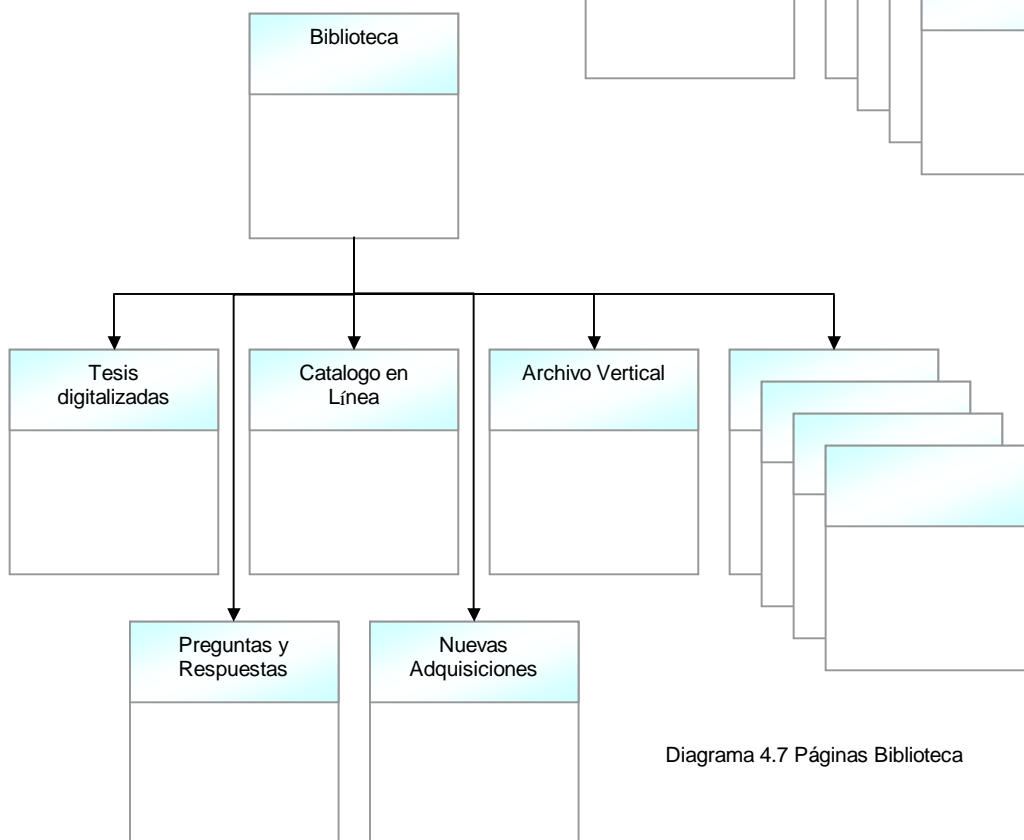 Biblioteca
Tesis
digitalizadas
Catalogo en
Línea
Archivo Vertical
Preguntas y
Respuestas
Nuevas
Adquisiciones
Diagrama 4.7 Páginas Biblioteca